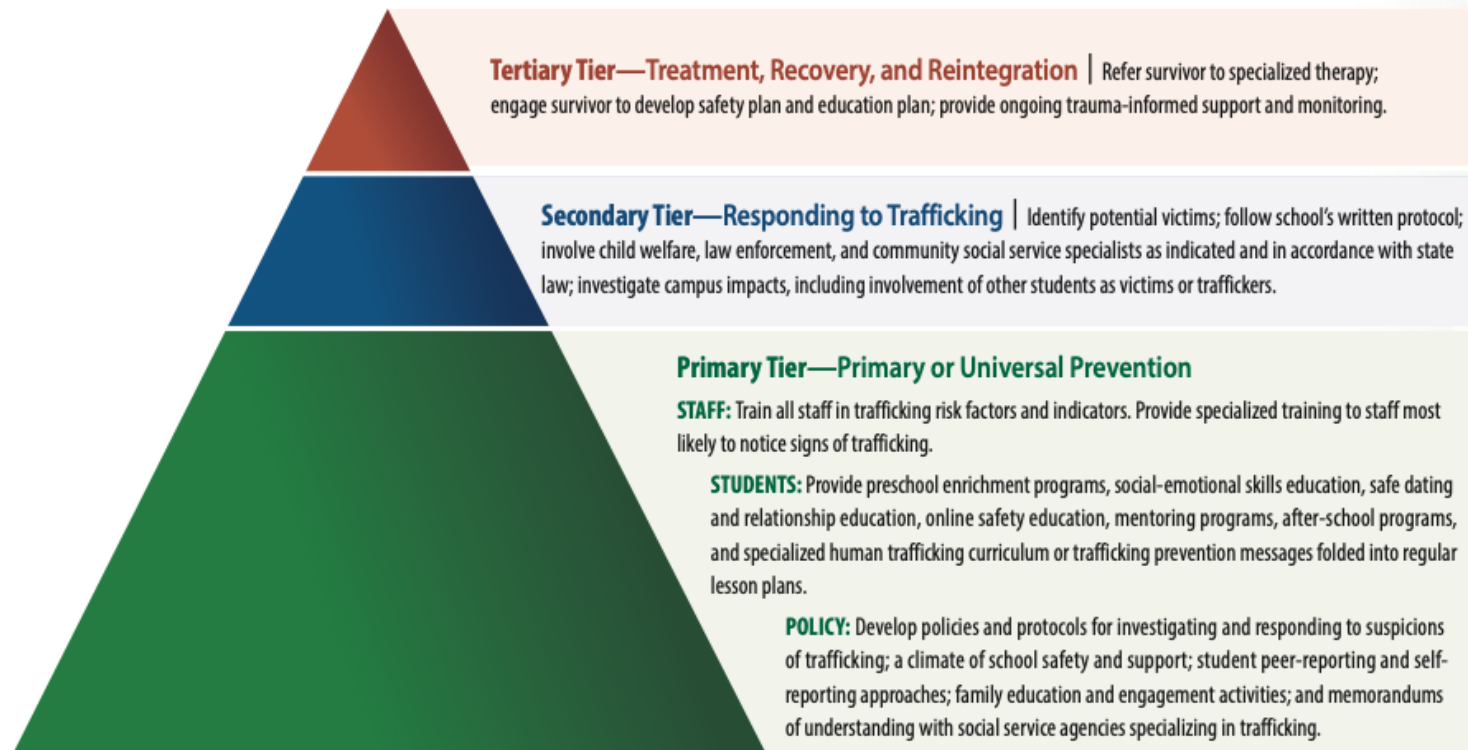 Tertiary Tier—Treatment, Recovery, and Reintegration | Refer survivor to specialized therapy;
engage survivor to develop safety plan and education plan; provide ongoing trauma-informed support and monitoring.
Secondary Tier—Responding to Trafficking | Identify potential victims; follow school's written protocol;
involve child welfare, law enforcement, and community social service specialists as indicated and in accordance with state
law; investigate campus impacts, including involvement of other students as victims or traffickers.
Primary Tier—Primary or Universal Prevention
STAFF: Train all staff in trafficking risk factors and indicators. Provide specialized training to staff most
likely to notice signs of trafficking.
STUDENTS: Provide preschool enrichment programs, social-emotional skills education, safe dating
and relationship education, online safety education, mentoring programs, after-school programs,
and specialized human trafficking curriculum or trafficking prevention messages folded into regular
lesson plans.
POLICY: Develop policies and protocols for investigating and responding to suspicions
of trafficking; a climate of school safety and support; student peer-reporting and self-
reporting approaches; family education and engagement activities; and memorandums
of understanding with social service agencies specializing in trafficking.